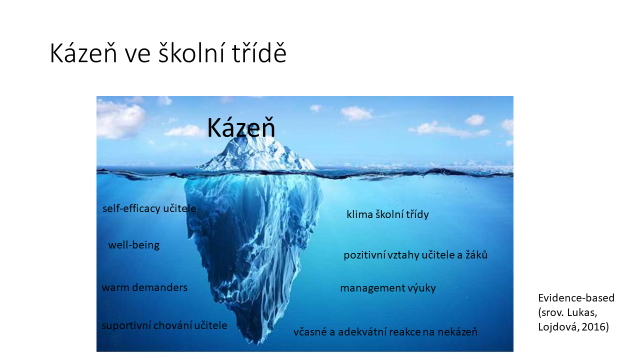 Kázeň ve školní třídě
Kázeň
self-efficacy učitele
klima školní třídy
well-being
pozitivní vztahy učitele a žáků
warm demanders
management výuky
suportivní chování učitele
včasné a adekvátní reakce na nekázeň
Evidence-based
(srov. Lukas,
Lojdová, 2016)